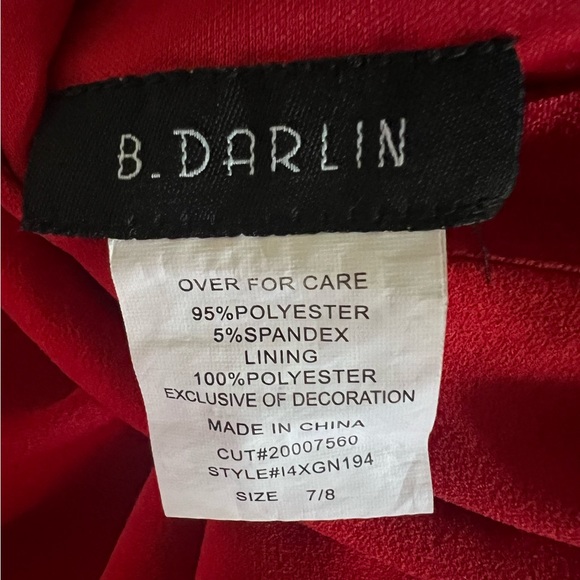 B. DARLIN
OVER FOR CARE
95%POLYESTER
5%SPANDEX
LINING
100%POLYESTER
EXCLUSIVE OF DECORATION
MADE IN CHINA
CUT#20007560
STYLE#I4XGN194
SIZE 7/8